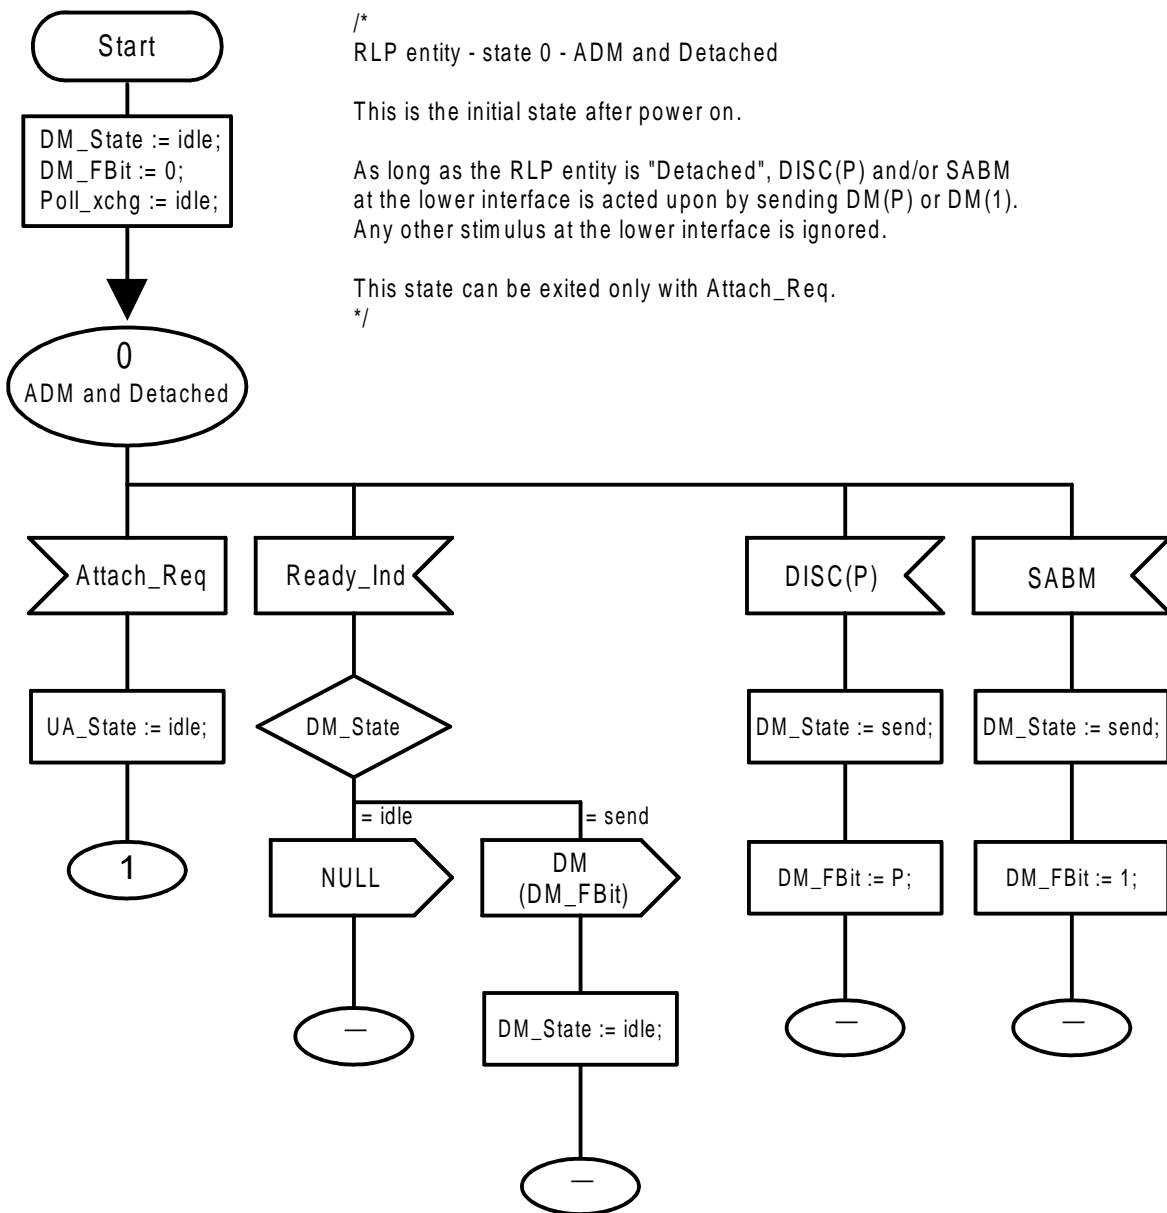 Start
/*
RLP entity - state 0 - ADM and Detached
This is the initial state after power on.
As long as the RLP entity is "Detached", DISC(P) and/or SABM
at the lower interface is acted upon by sending DM(P) or DM(1).
Any other stimulus at the lower interface is ignored.
This state can be exited only with Attach_Req.
*/
DM_State := idle;
DM_FBit := 0;
Poll_xchg := idle;
0
ADM and Detached
Attach_Req
Ready_Ind
DISC(P)
SABM
UA_State := idle;
DM_State
DM_State := send;
DM_State := send;
= idle
= send
1
NULL
DM
(DM_FBit)
DM_FBit := P;
DM_FBit := 1;
—
DM_State := idle;
—
—
—